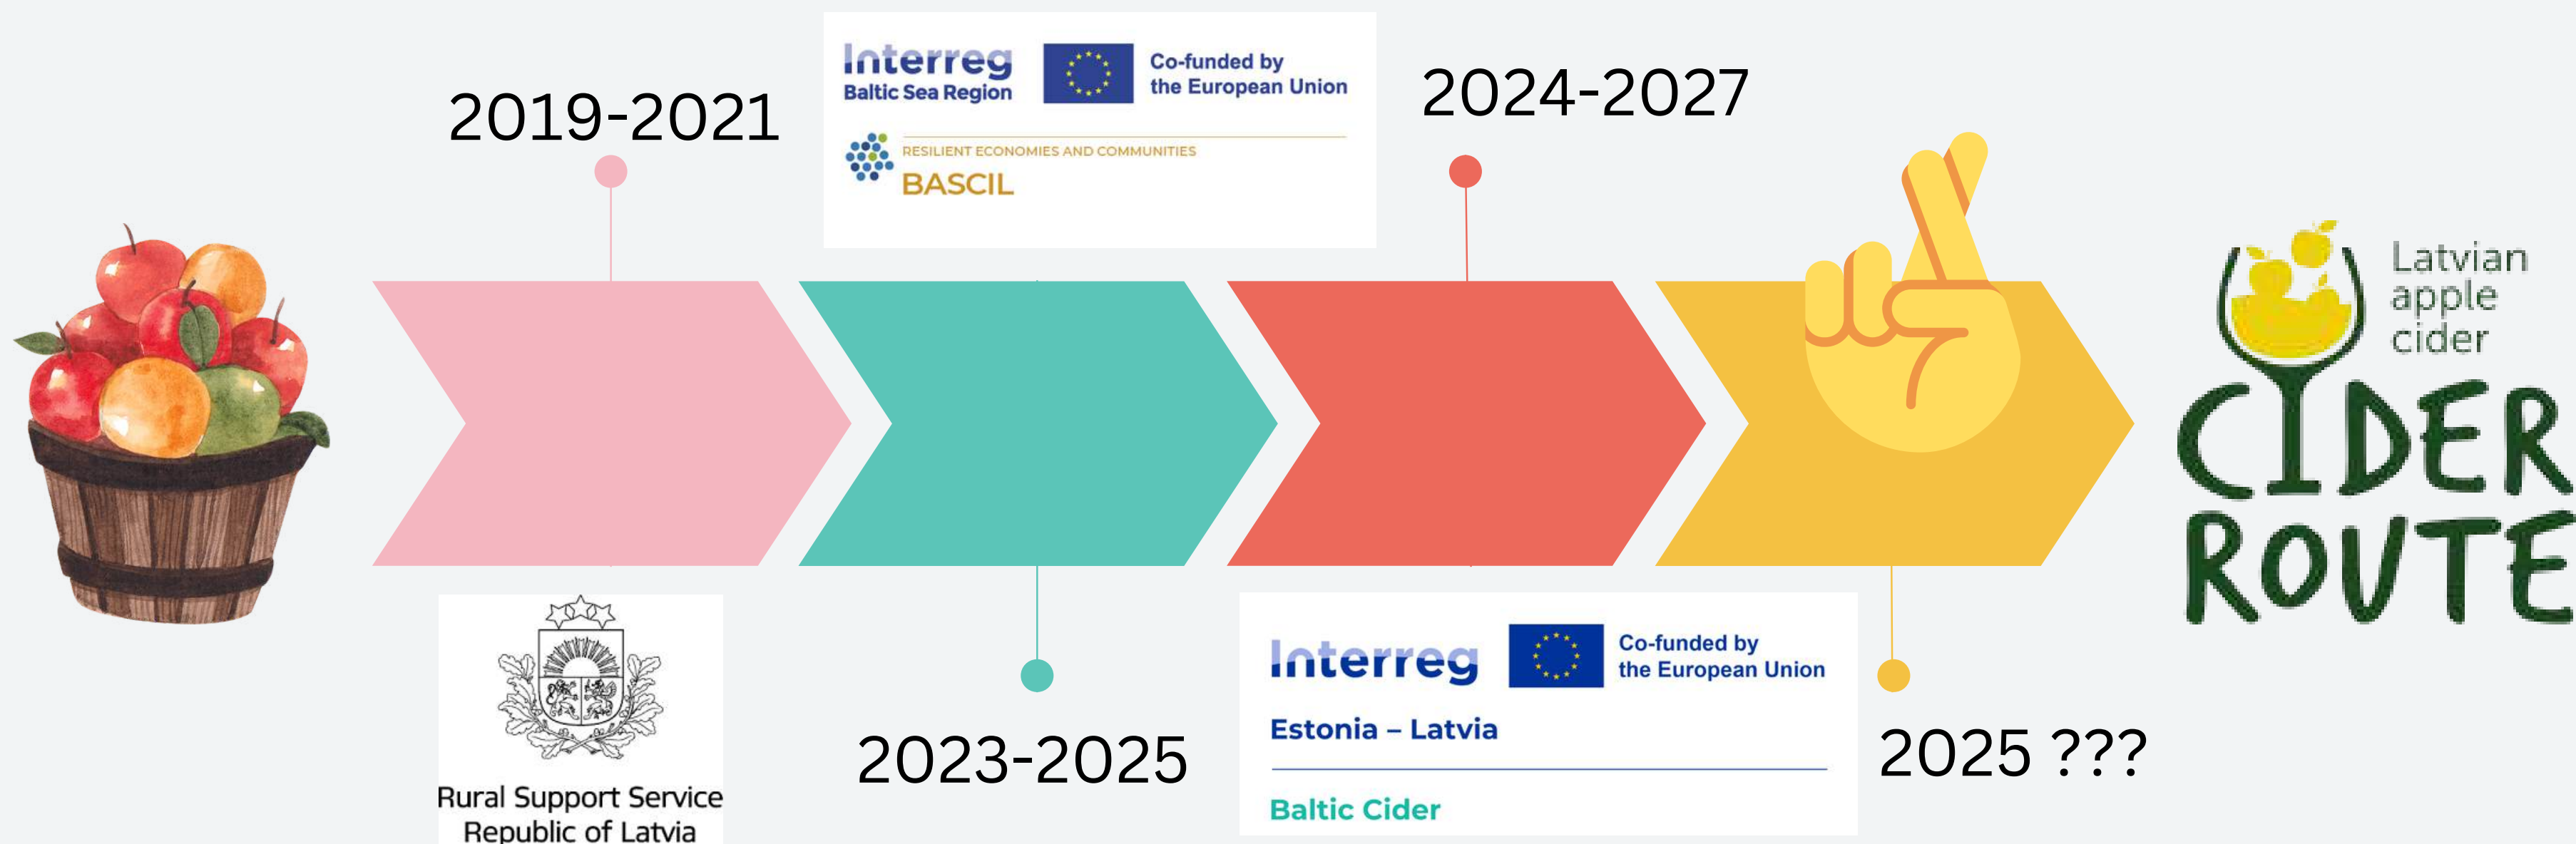 2019-2021
Interreg
Baltic Sea Region
Co-funded by
the European Union
RESILIENT ECONOMIES AND COMMUNITIES
BASCIL
2024-2027
Latvian
apple
cider
CIDER
ROUTE
Rural Support Service
Republic of Latvia
2023-2025
Interreg
Co-funded by
the European Union
Estonia – Latvia
Baltic Cider
2025 ???